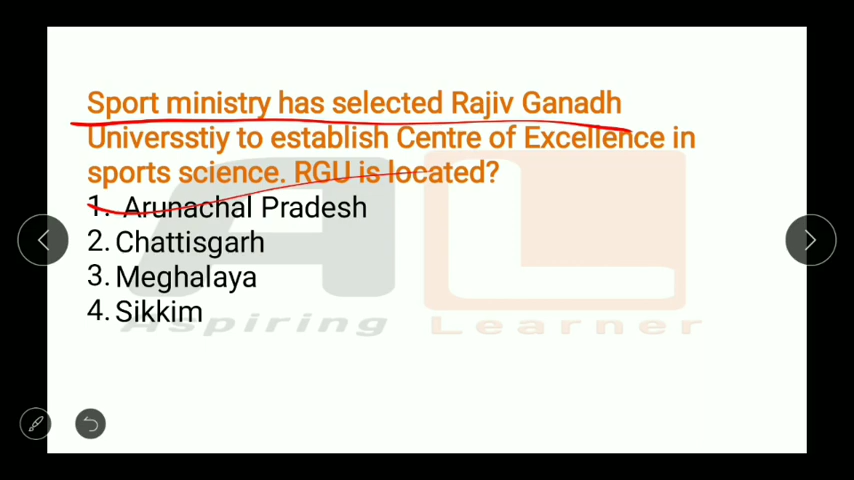 Sport ministry has selected Rajiv Ganadh
Universstiy to establish Centre of Excellence in
sports science. RGU is located?
1. Arunachal Pradesh
2. Chattisgarh
3. Meghalaya
4. Sikkim
AL
Aspiring Learner